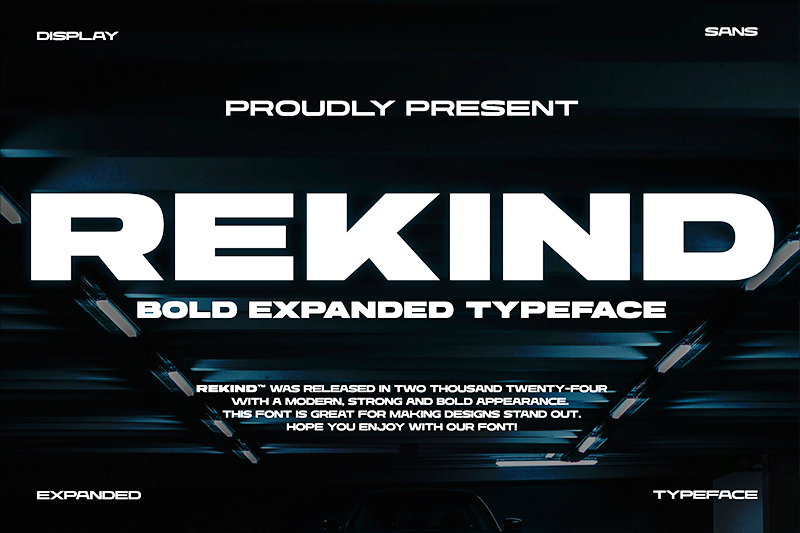 DISPLAY
SANS
PROUDLY PRESENT
REKIND
BOLD EXPANDED TYPEFACE
REKIND™ WAS RELEASED IN TWO THOUSAND TWENTY-FOUR
WITH A MODERN, STRONG AND BOLD APPEARANCE.
THIS FONT IS GREAT FOR MAKING DESIGNS STAND OUT.
HOPE YOU ENJOY WITH OUR FONT!
EXPANDED
TYPEFACE